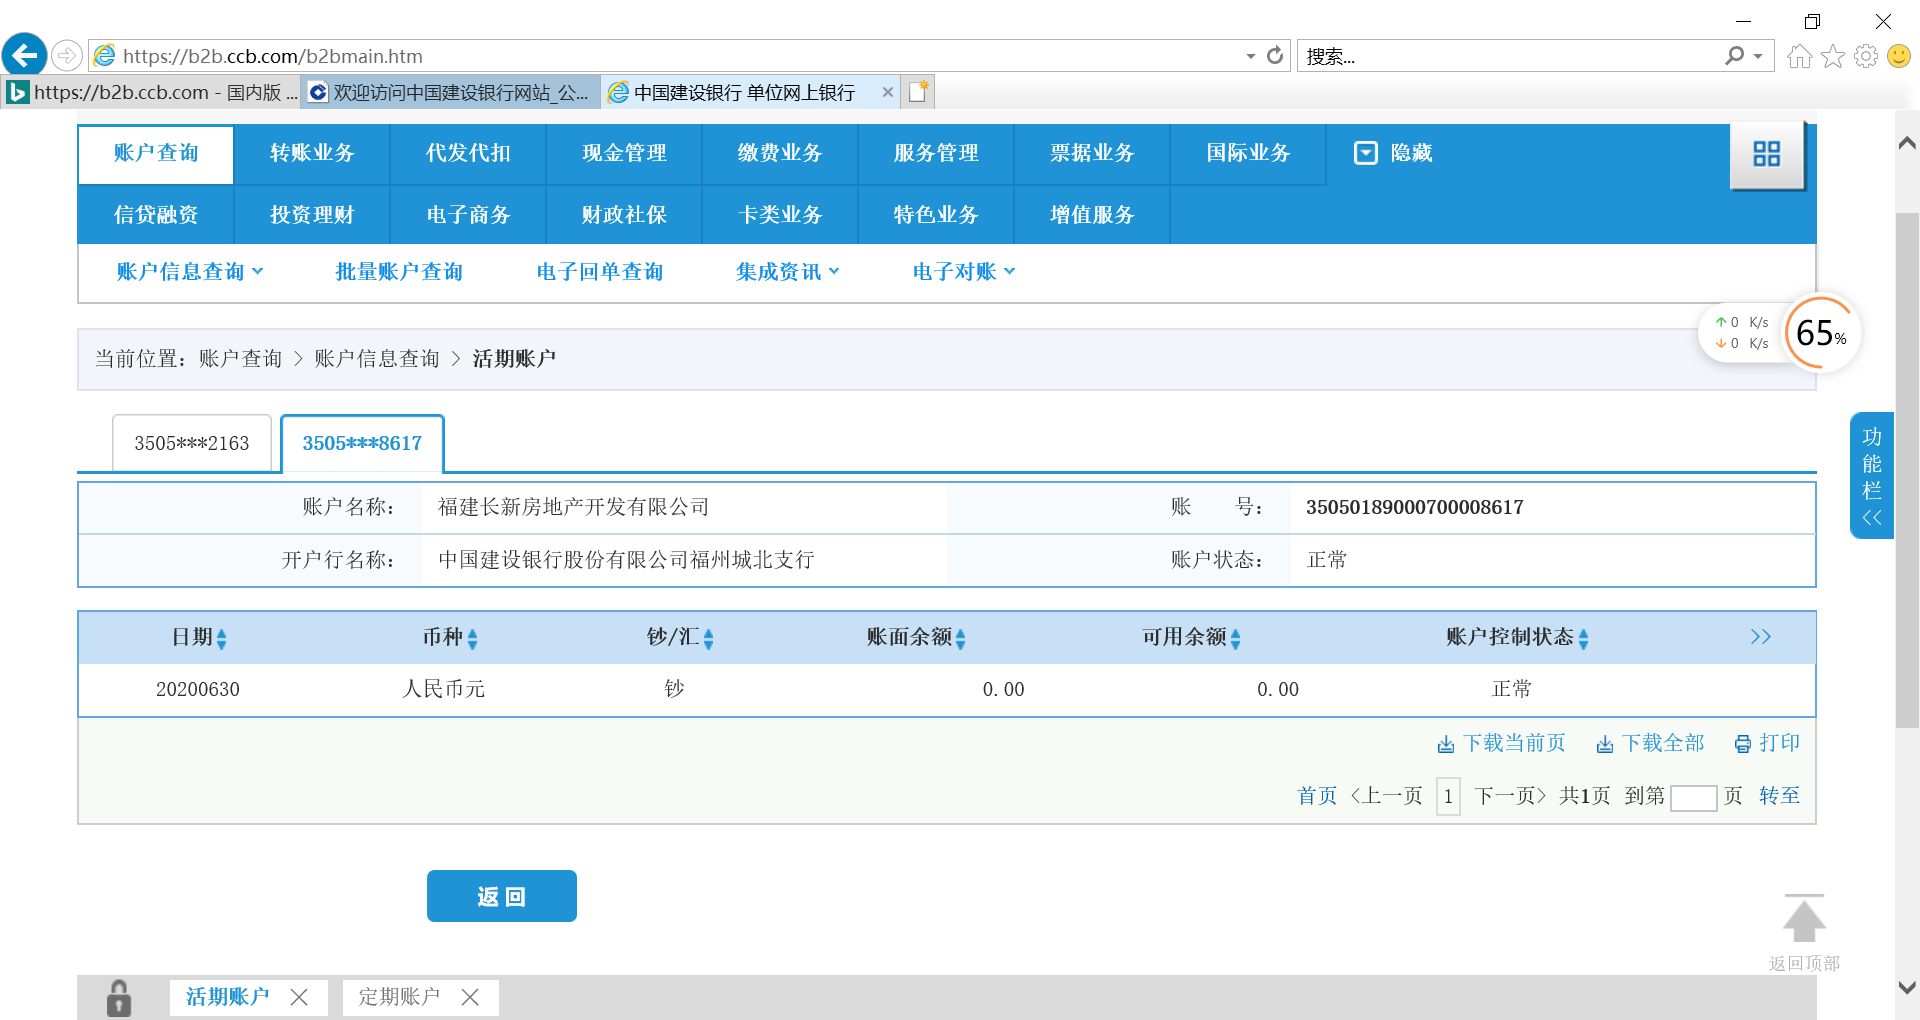 https://b2b.ccb.com/b2bmain.htm
搜索...
https://b2b.ccb.com - 国内版 ...
欢迎访问中国建设银行网站_公...
中国建设银行 单位网上银行
账户查询 转账业务 代发代扣 现金管理 缴费业务 服务管理 票据业务 国际业务 隐藏
信贷融资 投资理财 电子商务 财政社保 卡类业务 特色业务 增值服务
账户信息查询 批量账户查询 电子回单查询 集成资讯 电子对账
↑ 0 K/s
↓ 0 K/s
65%
当前位置：账户查询 > 账户信息查询 > 活期账户
3505***2163 3505***8617
功能栏 <<
账户名称： 福建长新房地产开发有限公司 账 号： 35050189000700008617
开户行名称： 中国建设银行股份有限公司福州城北支行 账户状态： 正常
日期 币种 钞/汇 账面余额 可用余额 账户控制状态 >>
20200630 人民币元 钞 0.00 0.00 正常
下载当前页 下载全部 打印
首页 <上一页 1 下一页> 共1页 到第 页 转至
返 回
返回顶部
活期账户 定期账户